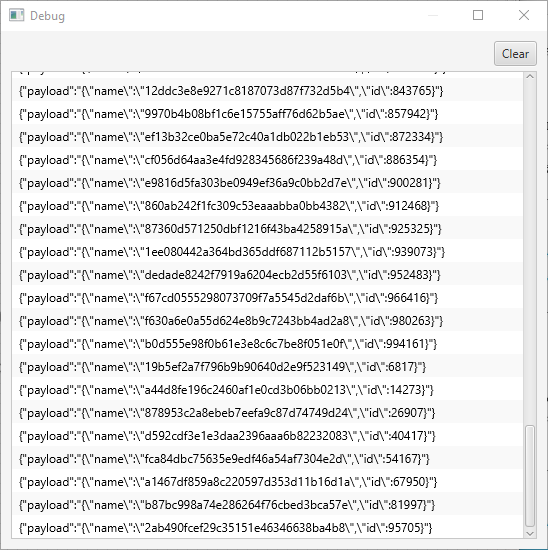 Debug
Clear
{"payload":"{\"name\":\"12ddc3e8e9271c8187073d87f732d5b4\",\"id\":843765}"}
{"payload":"{\"name\":\"9970b4b08bf1c6e15755aff76d62b5ae\",\"id\":857942}"}
{"payload":"{\"name\":\"ef13b32ce0ba5e72c40a1db022b1eb53\",\"id\":872334}"}
{"payload":"{\"name\":\"cf056d64aa3e4fd928345686f239a48d\",\"id\":886354}"}
{"payload":"{\"name\":\"e9816d5fa303be0949ef36a9c0bb2d7e\",\"id\":900281}"}
{"payload":"{\"name\":\"860ab242f1fc309c53eaaabba0bb4382\",\"id\":912468}"}
{"payload":"{\"name\":\"87360d571250dbf1216f43ba4258915a\",\"id\":925325}"}
{"payload":"{\"name\":\"1ee080442a364bd365ddf687112b5157\",\"id\":939073}"}
{"payload":"{\"name\":\"dedade8242f7919a6204ecb2d55f6103\",\"id\":952483}"}
{"payload":"{\"name\":\"f67cd0555298073709f7a5545d2daf6b\",\"id\":966416}"}
{"payload":"{\"name\":\"f630a6e0a55d624e8b9c7243bb4ad2a8\",\"id\":980263}"}
{"payload":"{\"name\":\"b0d555e98f0b61e3e8c6c7be8f051e0f\",\"id\":994161}"}
{"payload":"{\"name\":\"19b5ef2a7f796b9b90640d2e9f523149\",\"id\":6817}"}
{"payload":"{\"name\":\"a44d8fe196c2460af1e0cd3b06bb0213\",\"id\":14273}"}
{"payload":"{\"name\":\"878953c2a8ebeb7eefa9c87d74749d24\",\"id\":26907}"}
{"payload":"{\"name\":\"d592cdf3e1e3daa2396aaa6b82232083\",\"id\":40417}"}
{"payload":"{\"name\":\"fca84dbc75635e9edf46a54af7304e2d\",\"id\":54167}"}
{"payload":"{\"name\":\"a1467df859a8c220597d353d11b16d1a\",\"id\":67950}"}
{"payload":"{\"name\":\"b87bc998a74e286264f76cbed3bca57e\",\"id\":81997}"}
{"payload":"{\"name\":\"2ab490fcef29c35151e46346638ba4b8\",\"id\":95705}"}